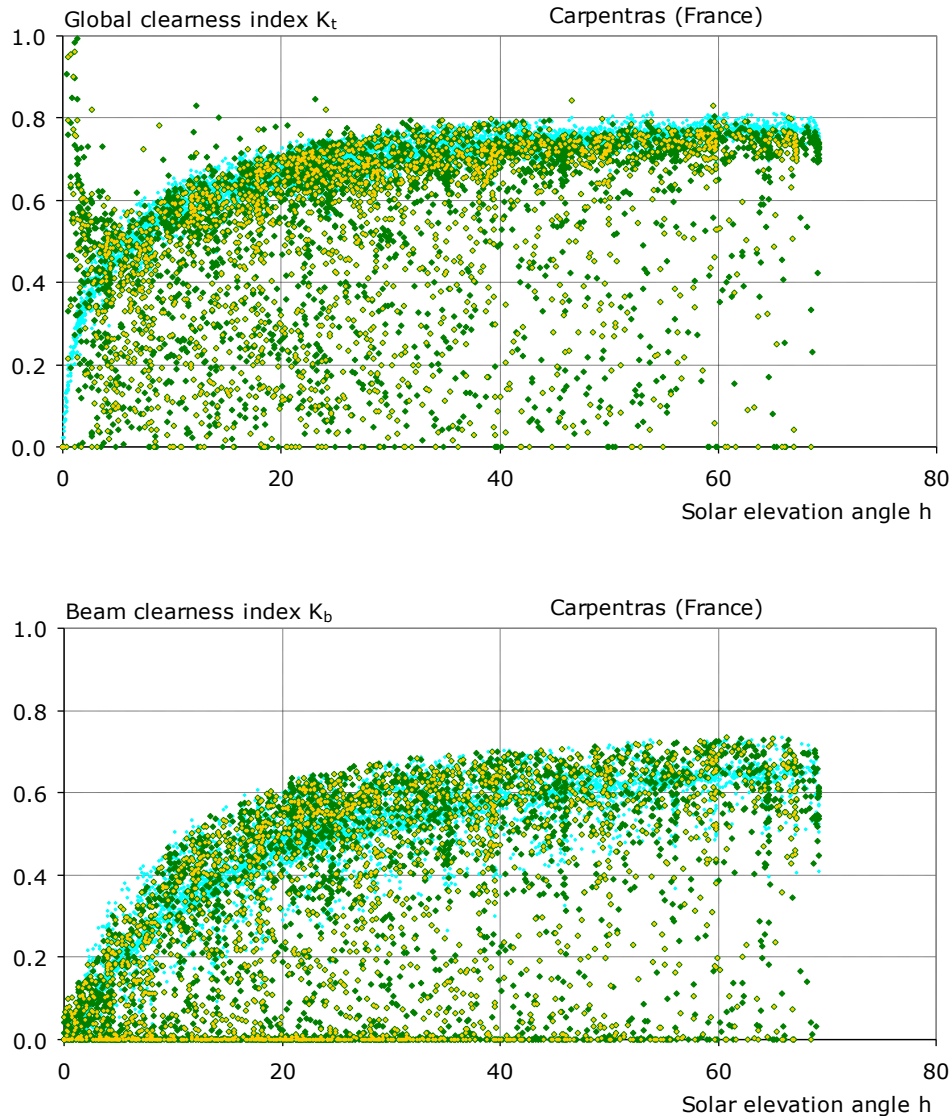 Global clearness index Kt Carpentras (France)
1.0
0.8
0.6
0.4
0.2
0.0
0 20 40 60 80
Solar elevation angle h
Beam clearness index Kb Carpentras (France)
1.0
0.8
0.6
0.4
0.2
0.0
0 20 40 60 80
Solar elevation angle h